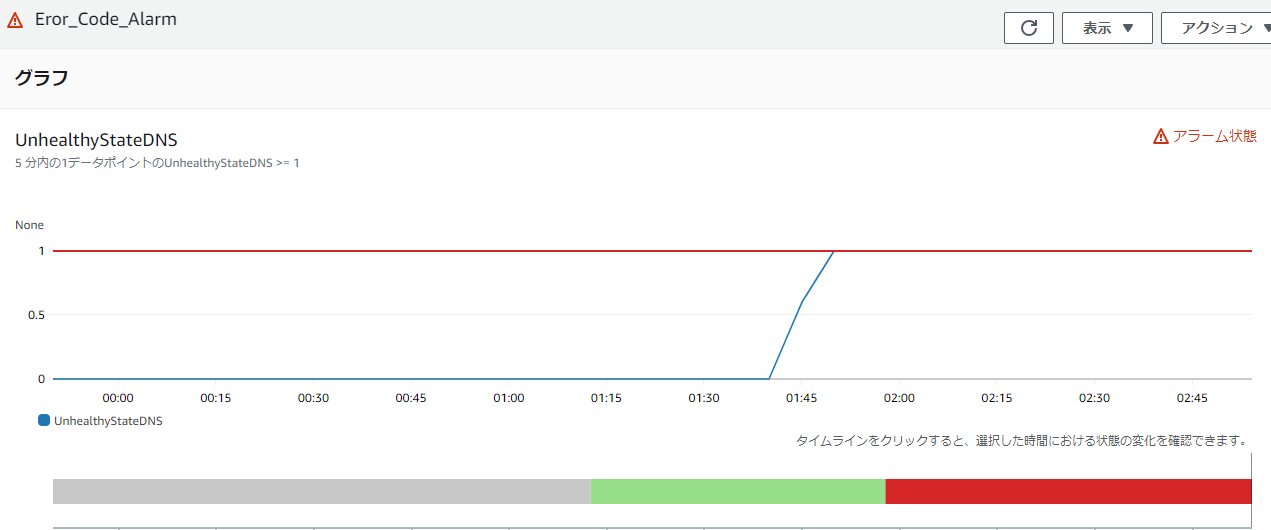 Eror_Code_Alarm
表示
アクション
グラフ
UnhealthyStateDNS
アラーム状態
5 分内の1データポイントのUnhealthyStateDNS >= 1
None
1
0.5
0
00:00 00:15 00:30 00:45 01:00 01:15 01:30 01:45 02:00 02:15 02:30 02:45
UnhealthyStateDNS
タイムラインをクリックすると、選択した時間における状態の変化を確認できます。